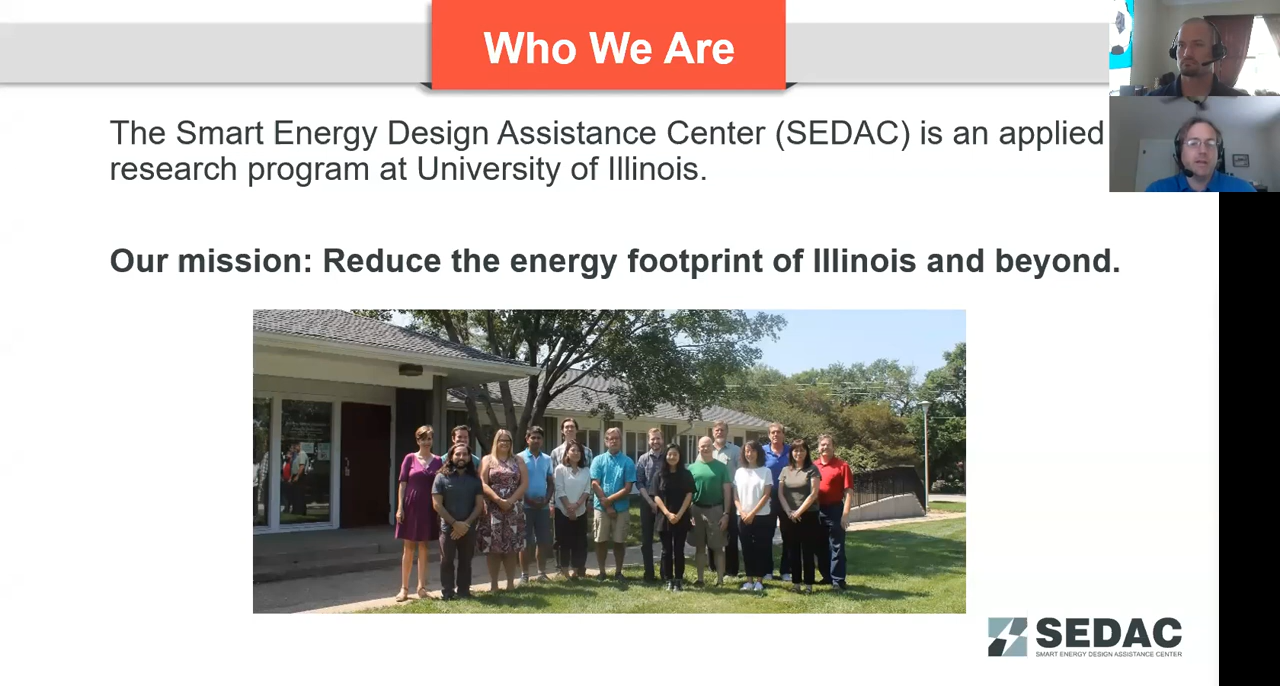 Who We Are
The Smart Energy Design Assistance Center (SEDAC) is an applied
research program at University of Illinois.
Our mission: Reduce the energy footprint of Illinois and beyond.
SEDAC
SMART ENERGY DESIGN ASSISTANCE CENTER